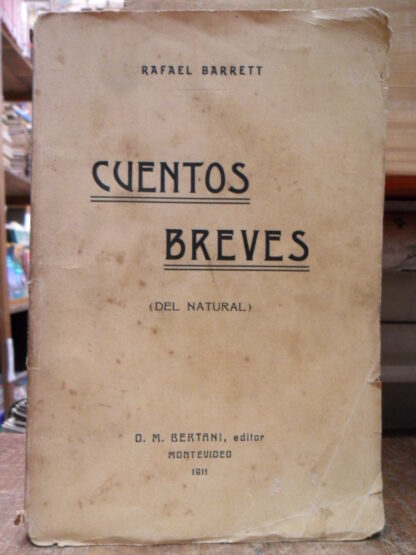 RAFAEL BARRETT
CUENTOS
BREVES
(DEL NATURAL)
O. M. BERTANI, editor
MONTEVIDEO
1911